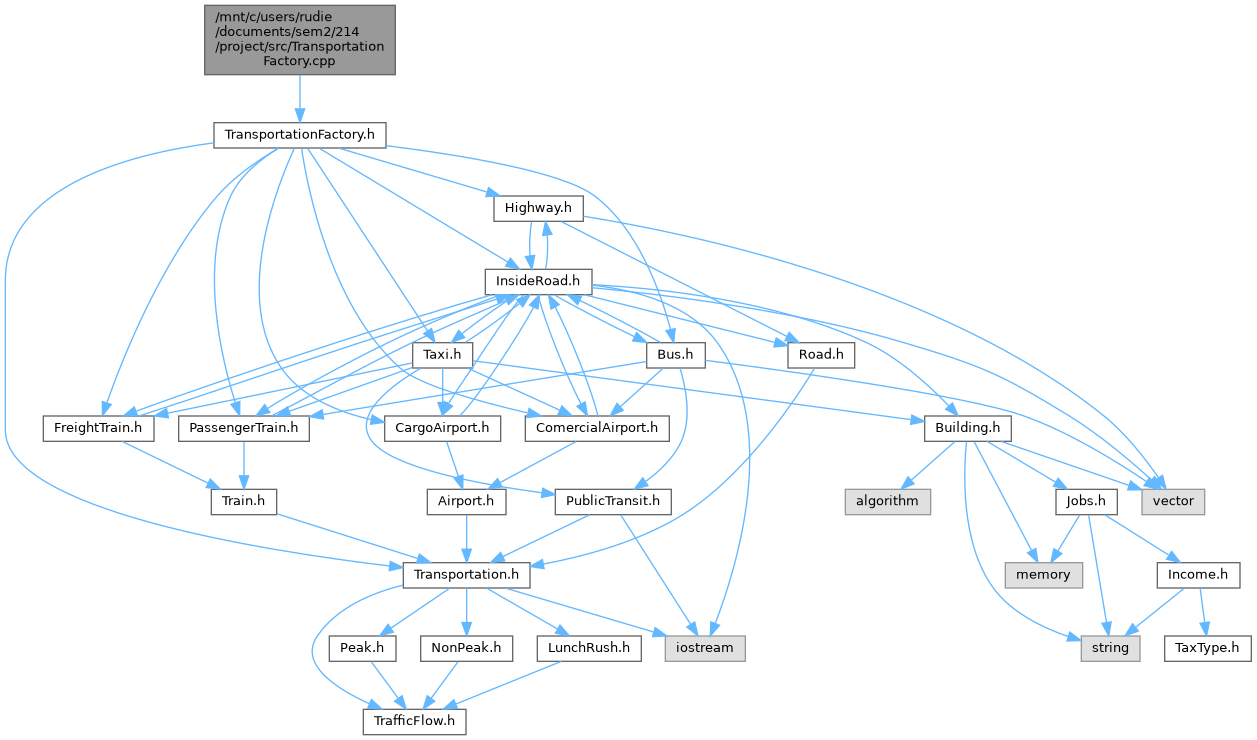 /mnt/c/users/rudie
/documents/sem2/214
/project/src/Transportation
Factory.cpp
TransportationFactory.h
Highway.h
InsideRoad.h
Taxi.h
Bus.h
Road.h
FreightTrain.h
PassengerTrain.h
CargoAirport.h
ComercialAirport.h
Building.h
Train.h
Airport.h
PublicTransit.h
algorithm
Jobs.h
vector
Transportation.h
memory
Income.h
Peak.h
NonPeak.h
LunchRush.h
iostream
string
TaxType.h
TrafficFlow.h